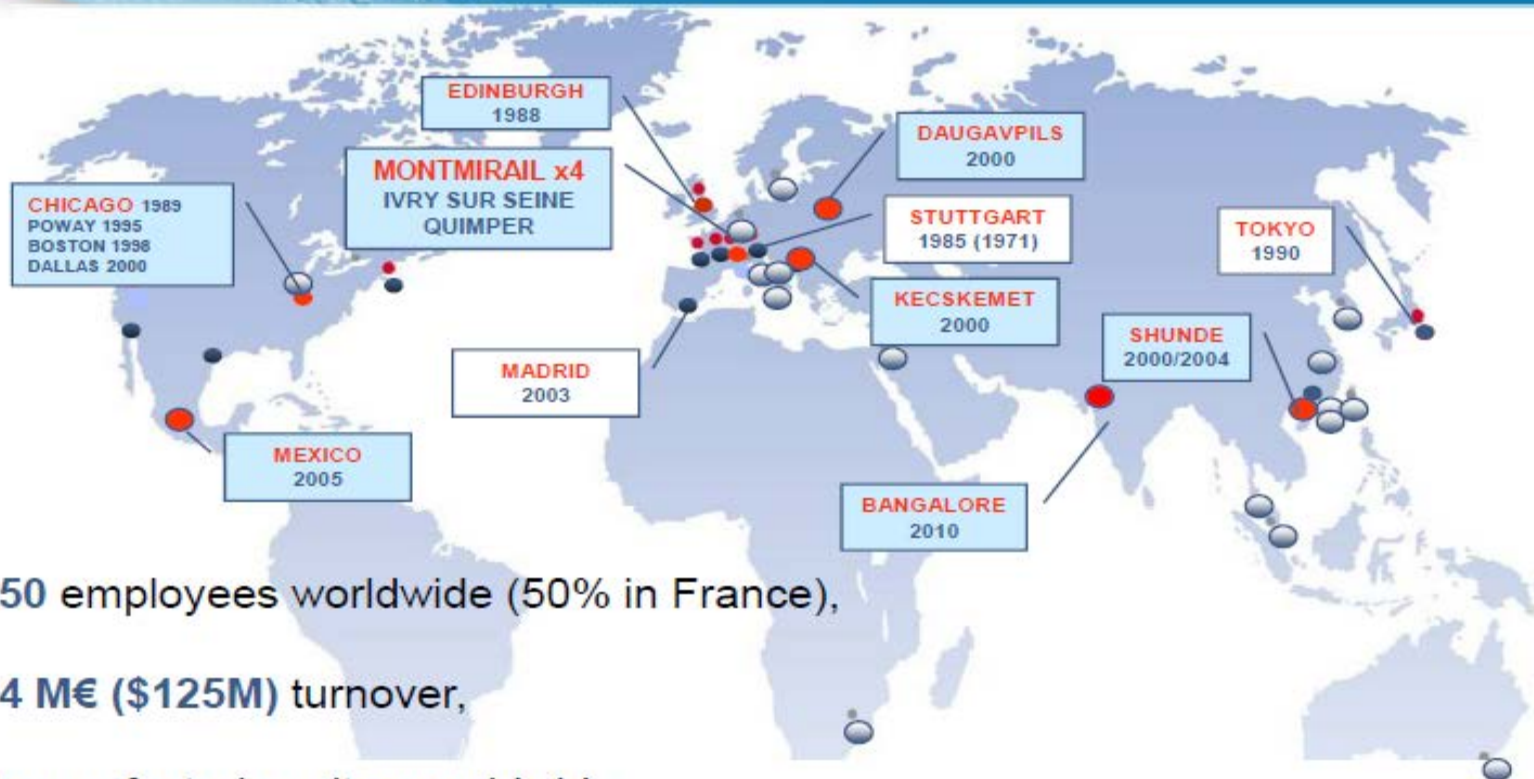 EDINBURGH
1988
MONTMIRAIL x4
IVRY SUR SEINE
QUIMPER
CHICAGO 1989
POWAY 1995
BOSTON 1998
DALLAS 2000
DAUGAVPILS
2000
STUTTGART
1985 (1971)
TOKYO
1990
KECSKEMET
2000
SHUNDE
2000/2004
MADRID
2003
MEXICO
2005
BANGALORE
2010
50 employees worldwide (50% in France),
4 M€ ($125M) turnover,